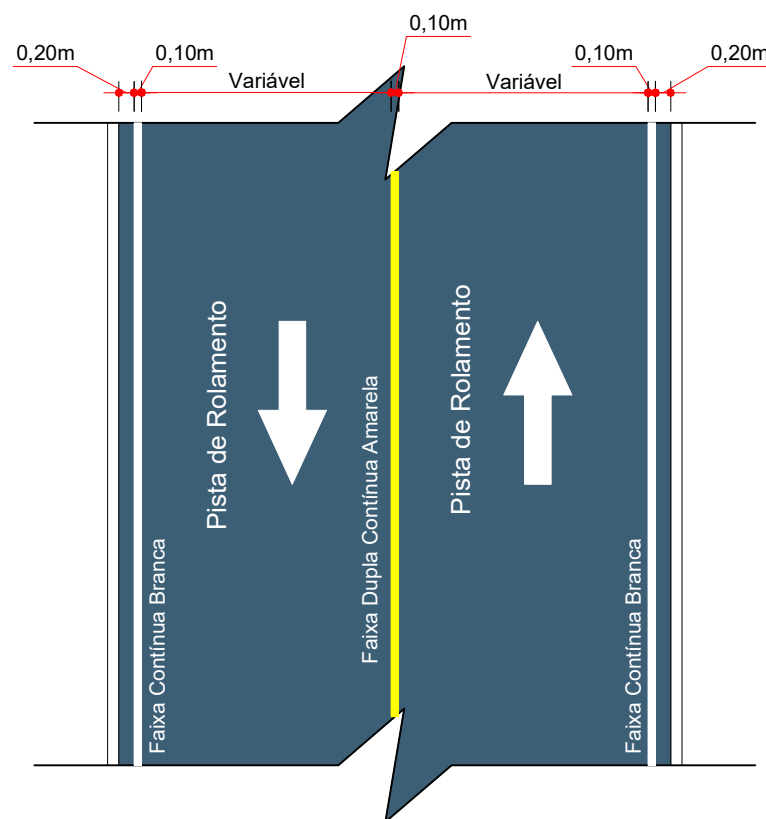 0,10m
0,20m
0,10m
Variável
Variável
0,10m
0,20m
Pista de Rolamento
Pista de Rolamento
Faixa Dupla Contínua Amarela
Faixa Contínua Branca
Faixa Contínua Branca